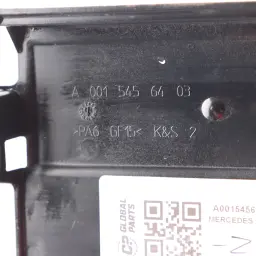 A 001 545 64 03
>PA6 GF15< K&S 2
A0015456
MERCEDES
GLOBAL
PARTS